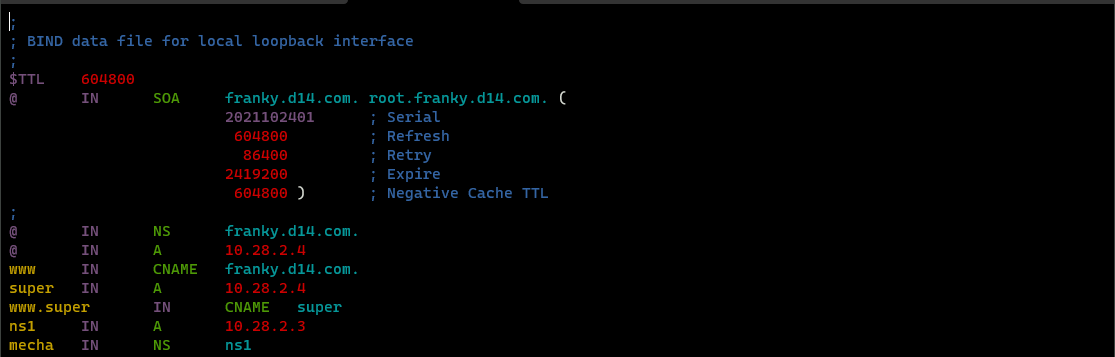 ;
; BIND data file for local loopback interface
;
$TTL    604800
@       IN      SOA     franky.d14.com. root.franky.d14.com. (
                        2021102401      ; Serial
                         604800         ; Refresh
                          86400         ; Retry
                        2419200         ; Expire
                         604800 )       ; Negative Cache TTL
;
@       IN      NS      franky.d14.com.
@       IN      A       10.28.2.4
www     IN      CNAME   franky.d14.com.
super   IN      A       10.28.2.4
www.super       IN      CNAME   super
ns1     IN      A       10.28.2.3
mecha   IN      NS      ns1